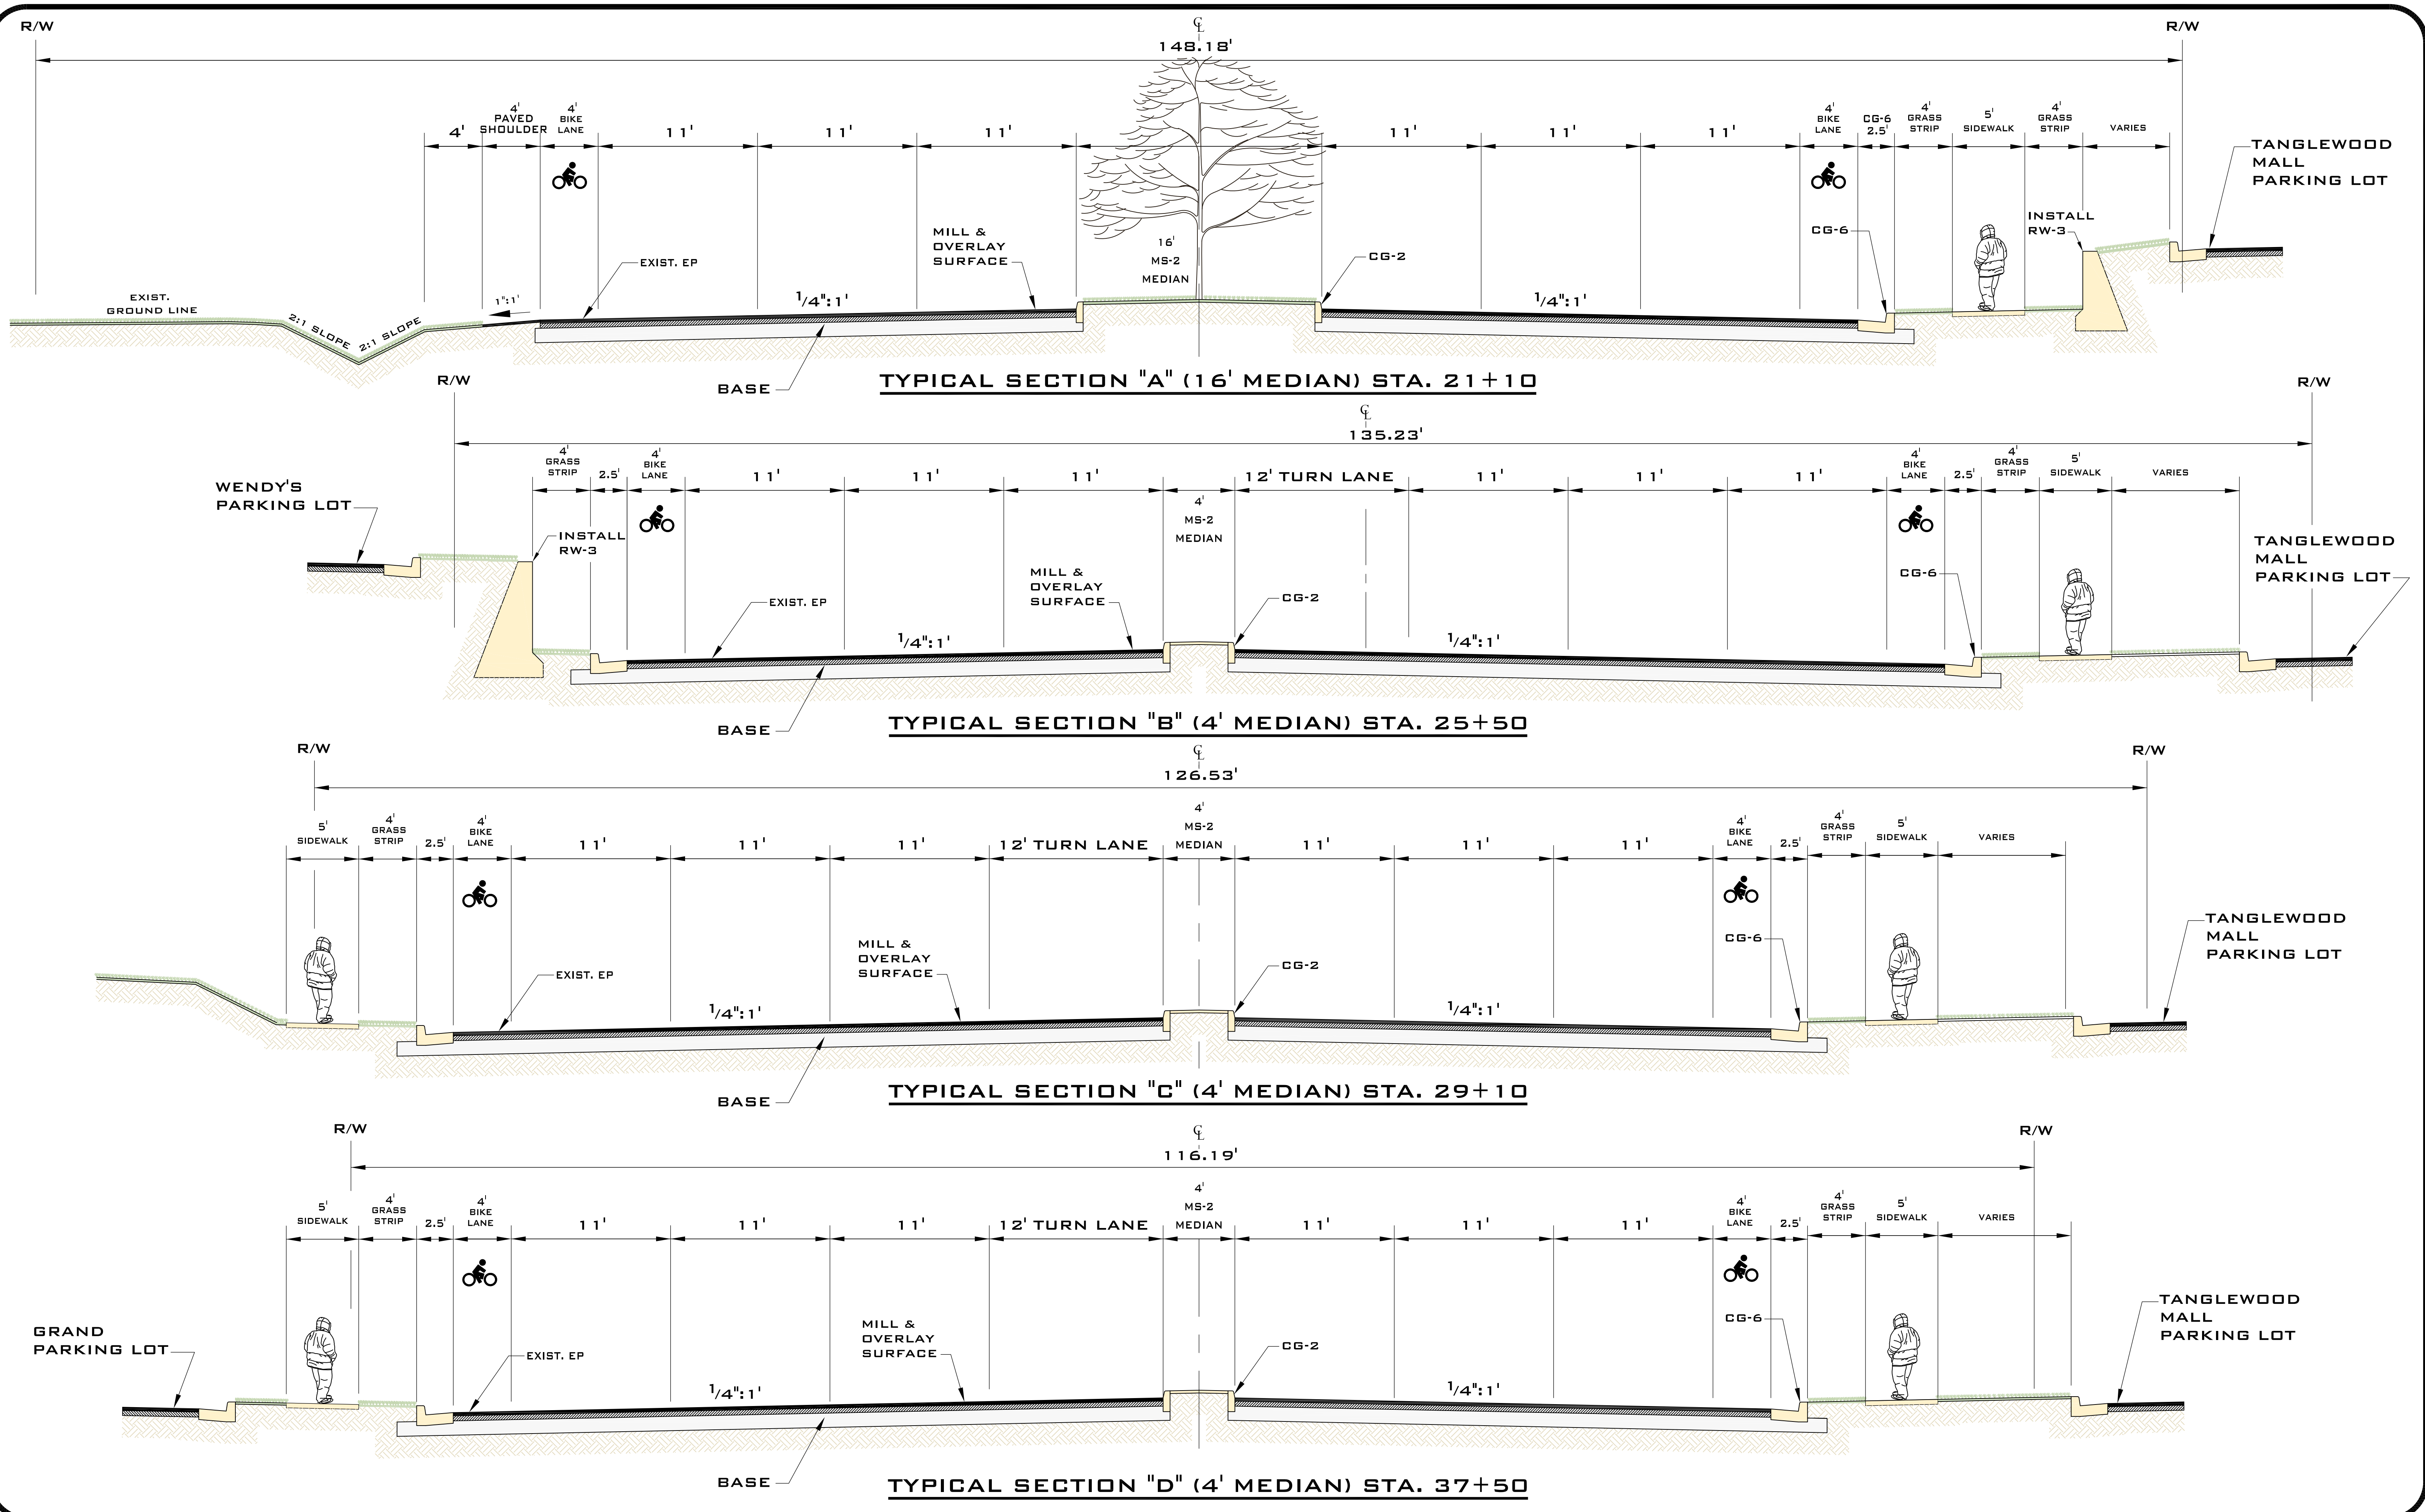 R/W
℄
R/W
148.18'
4'
4'
PAVED
SHOULDER
4'
BIKE
LANE
11'
11'
11'
11'
11'
11'
4'
BIKE
LANE
CG-6
2.5'
4'
GRASS
STRIP
5'
SIDEWALK
4'
GRASS
STRIP
VARIES
TANGLEWOOD
MALL
PARKING LOT
INSTALL
RW-3
CG-6
16'
MS-2
MEDIAN
MILL &
OVERLAY
SURFACE
CG-2
EXIST. EP
EXIST.
GROUND LINE
2:1 SLOPE
2:1 SLOPE
1":1'
1/4":1'
1/4":1'
BASE
TYPICAL SECTION "A" (16' MEDIAN) STA. 21+10
R/W
℄
R/W
135.23'
4'
GRASS
STRIP
2.5'
4'
BIKE
LANE
11'
11'
11'
4'
MS-2
MEDIAN
12' TURN LANE
11'
11'
11'
4'
BIKE
LANE
2.5'
4'
GRASS
STRIP
5'
SIDEWALK
VARIES
WENDY'S
PARKING LOT
INSTALL
RW-3
EXIST. EP
MILL &
OVERLAY
SURFACE
CG-2
CG-6
TANGLEWOOD
MALL
PARKING LOT
1/4":1'
1/4":1'
BASE
TYPICAL SECTION "B" (4' MEDIAN) STA. 25+50
R/W
℄
R/W
126.53'
5'
SIDEWALK
4'
GRASS
STRIP
2.5'
4'
BIKE
LANE
11'
11'
11'
12' TURN LANE
4'
MS-2
MEDIAN
11'
11'
11'
4'
BIKE
LANE
2.5'
4'
GRASS
STRIP
5'
SIDEWALK
VARIES
EXIST. EP
MILL &
OVERLAY
SURFACE
CG-2
CG-6
TANGLEWOOD
MALL
PARKING LOT
1/4":1'
1/4":1'
BASE
TYPICAL SECTION "C" (4' MEDIAN) STA. 29+10
R/W
℄
R/W
116.19'
5'
SIDEWALK
4'
GRASS
STRIP
2.5'
4'
BIKE
LANE
11'
11'
11'
12' TURN LANE
4'
MS-2
MEDIAN
11'
11'
11'
4'
BIKE
LANE
2.5'
4'
GRASS
STRIP
5'
SIDEWALK
VARIES
GRAND
PARKING LOT
EXIST. EP
MILL &
OVERLAY
SURFACE
CG-2
CG-6
TANGLEWOOD
MALL
PARKING LOT
1/4":1'
1/4":1'
BASE
TYPICAL SECTION "D" (4' MEDIAN) STA. 37+50